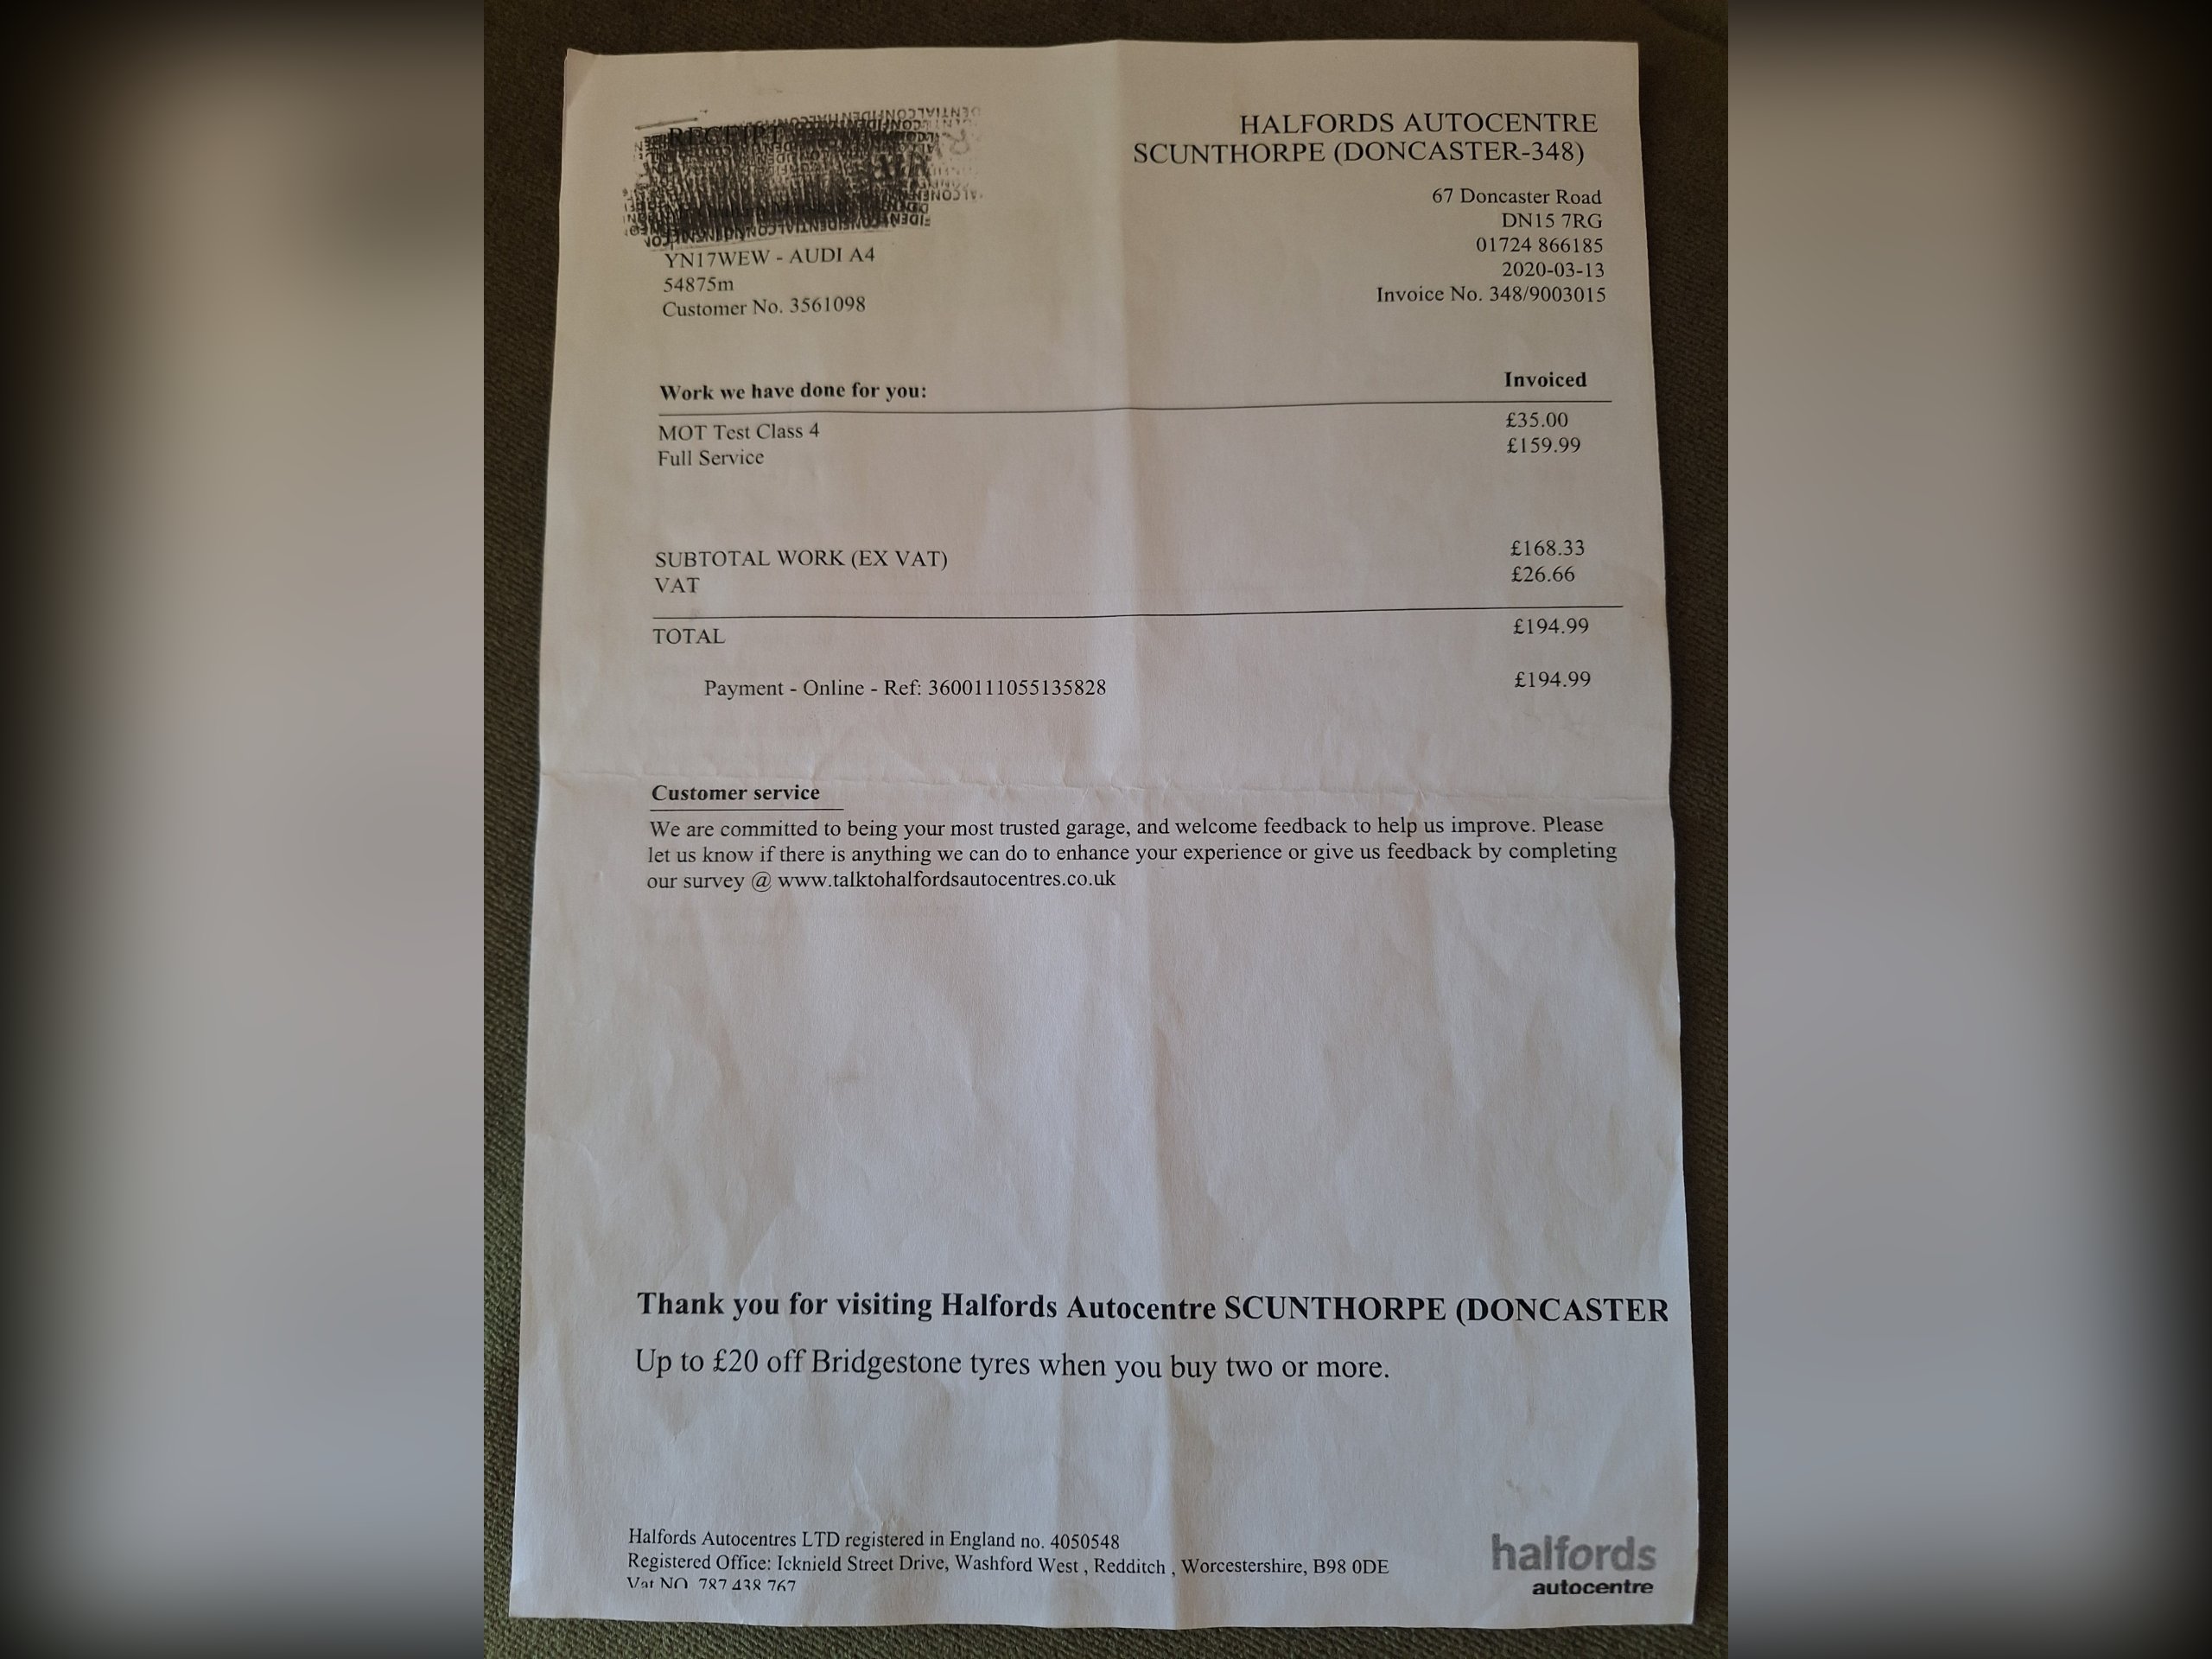 RECEIPT
HALFORDS AUTOCENTRE
SCUNTHORPE (DONCASTER-348)
67 Doncaster Road
DN15 7RG
01724 866185
2020-03-13
Invoice No. 348/9003015
YN17WEW - AUDI A4
54875m
Customer No. 3561098
Work we have done for you: Invoiced
MOT Test Class 4 £35.00
Full Service £159.99
SUBTOTAL WORK (EX VAT) £168.33
VAT £26.66
TOTAL £194.99
Payment - Online - Ref: 3600111055135828 £194.99
Customer service
We are committed to being your most trusted garage, and welcome feedback to help us improve. Please
let us know if there is anything we can do to enhance your experience or give us feedback by completing
our survey @ www.talktohalfordsautocentres.co.uk
Thank you for visiting Halfords Autocentre SCUNTHORPE (DONCASTER
Up to £20 off Bridgestone tyres when you buy two or more.
Halfords Autocentres LTD registered in England no. 4050548
Registered Office: Icknield Street Drive, Washford West , Redditch , Worcestershire, B98 0DE
Vat NO. 787 438 767
halfords
autocentre